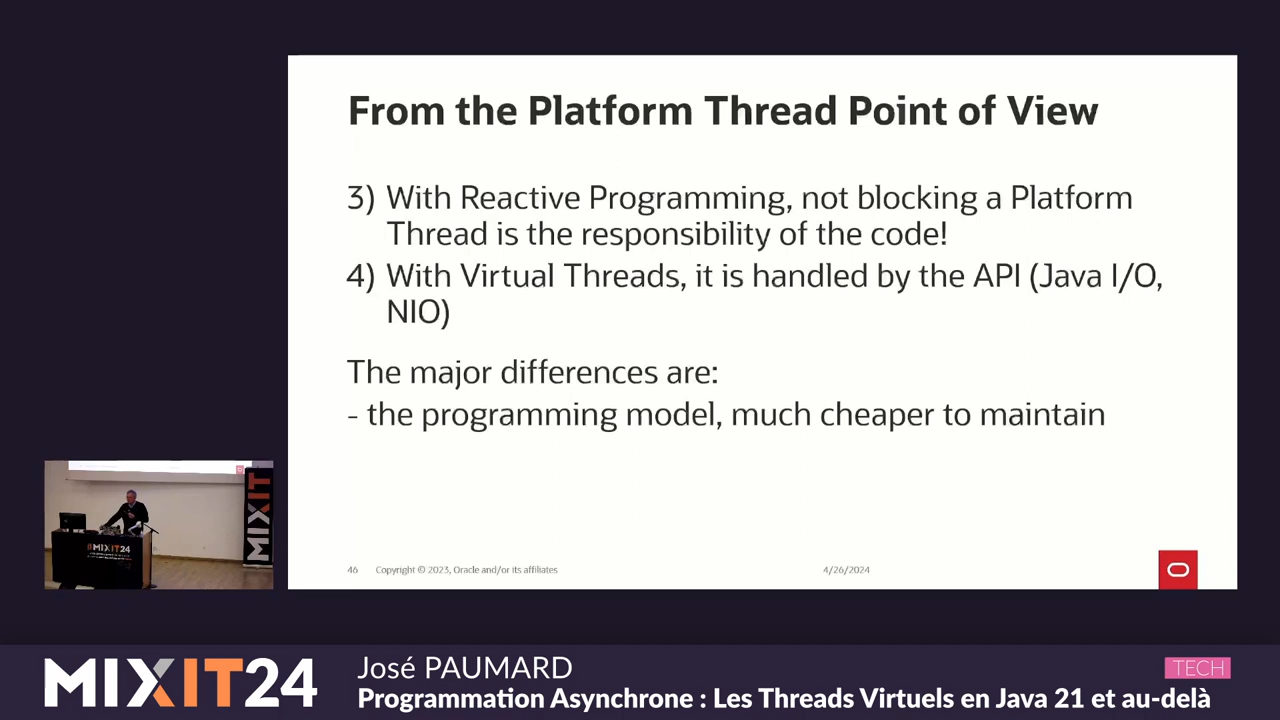 From the Platform Thread Point of View
3) With Reactive Programming, not blocking a Platform
Thread is the responsibility of the code!
4) With Virtual Threads, it is handled by the API (Java I/O,
NIO)
The major differences are:
- the programming model, much cheaper to maintain
46 Copyright © 2023, Oracle and/or its affiliates 4/26/2024
MIXIT
#MIXIT24
MIXIT24
José PAUMARD
TECH
Programmation Asynchrone : Les Threads Virtuels en Java 21 et au-delà